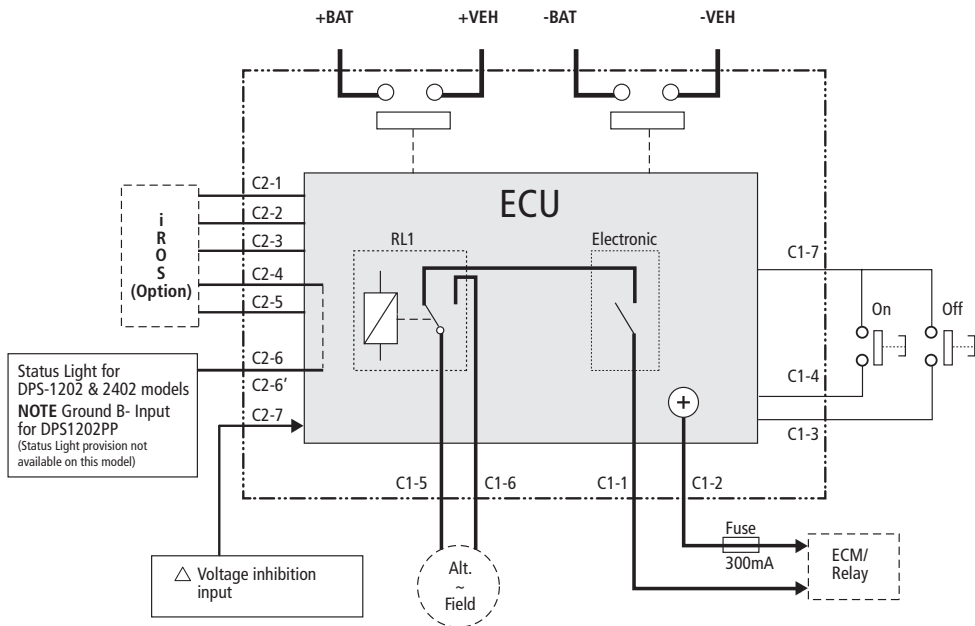 +BAT
+VEH
-BAT
-VEH
C2-1
C2-2
C2-3
C2-4
C2-5
C2-6
C2-6’
C2-7
i
R
O
S
(Option)
Status Light for
DPS-1202 & 2402 models
NOTE Ground B- Input
for DPS1202PP
(Status Light provision not
available on this model)
△ Voltage inhibition
input
ECU
RL1
Electronic
+
C1-7
On
Off
C1-4
C1-3
C1-5
C1-6
C1-1
C1-2
Alt.
~
Field
Fuse
300mA
ECM/
Relay